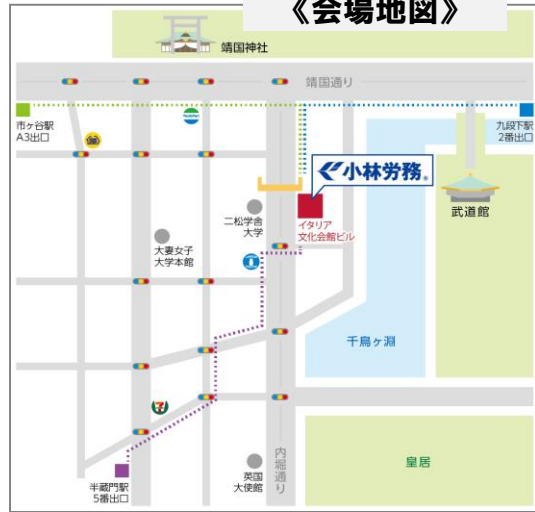 《会場地図》
靖国神社
靖国通り
市ヶ谷駅
A3出口
FamilyMart
九段下駅
2番出口
小林労務
武道館
二松学舎
大学
イタリア
文化会館ビル
大妻女子
大学本館
千鳥ヶ淵
7
半蔵門駅
5番出口
英国
大使館
内堀通り
皇居